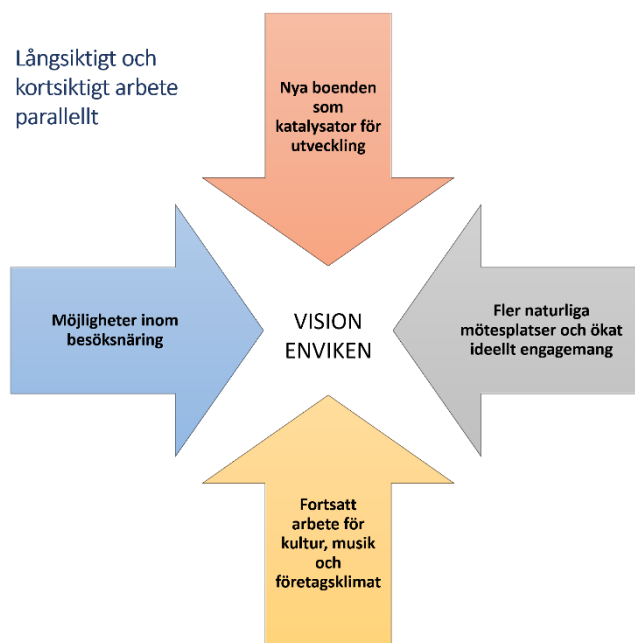 Långsiktigt och
kortsiktigt arbete
parallellt
Nya boenden
som
katalysator för
utveckling
Möjligheter inom
besöksnäring
VISION
ENVIKEN
Fler naturliga
mötesplatser och ökat
ideellt engagemang
Fortsatt
arbete för
kultur, musik
och
företagsklimat